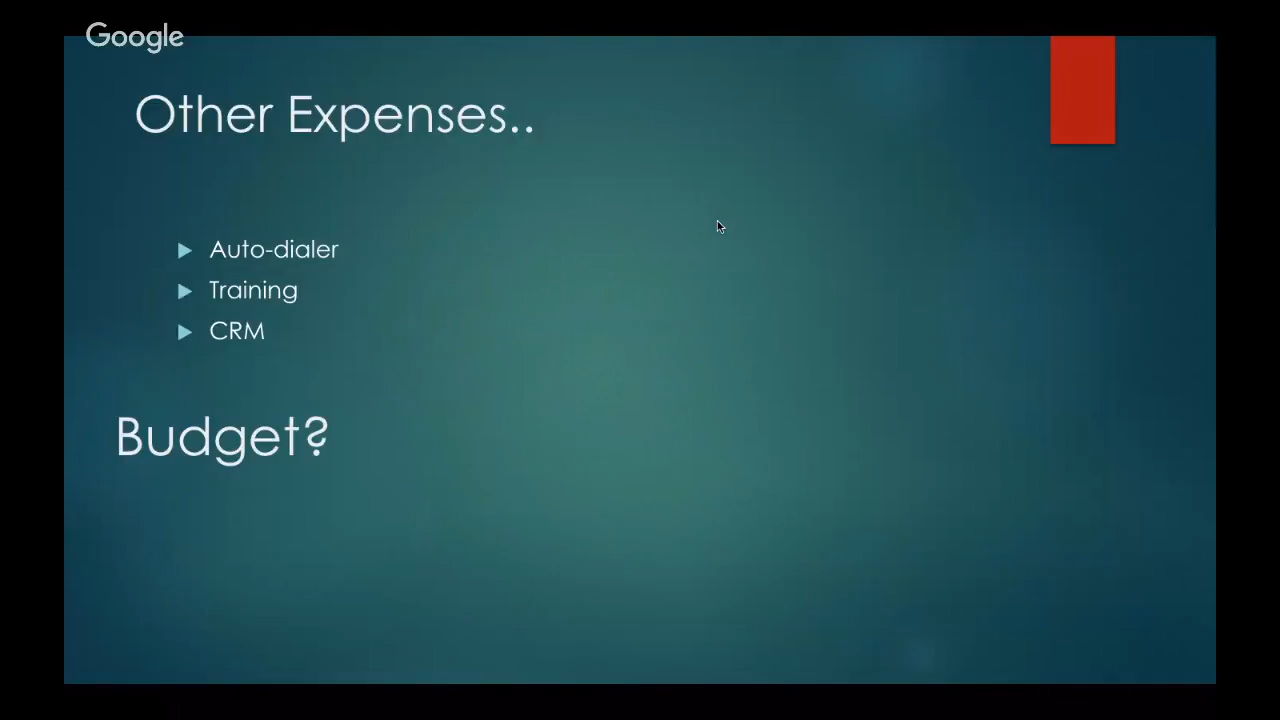 Google
Other Expenses..
Auto-dialer
Training
CRM
Budget?